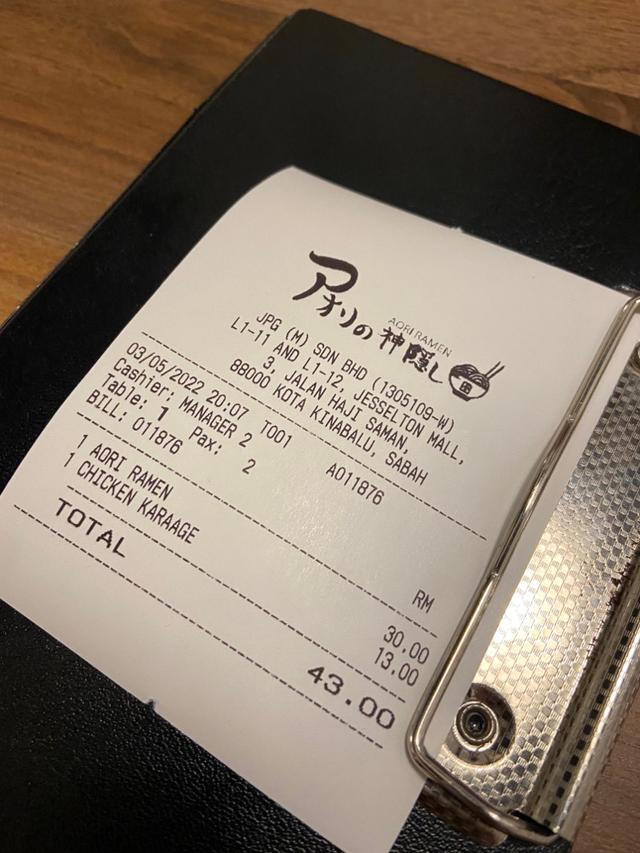 アオリの神隠し
AORI RAMEN
JPG (M) SDN BHD (1305109-W)
L1-11 AND L1-12, JESSELTON MALL,
3, JALAN HAJI SAMAN,
88000 KOTA KINABALU, SABAH
03/05/2022 20:07 T001 A011876
Cashier: MANAGER 2
Table: 1 Pax: 2
BILL: 011876
RM
1 AORI RAMEN 30.00
1 CHICKEN KARAAGE 13.00
TOTAL 43.00